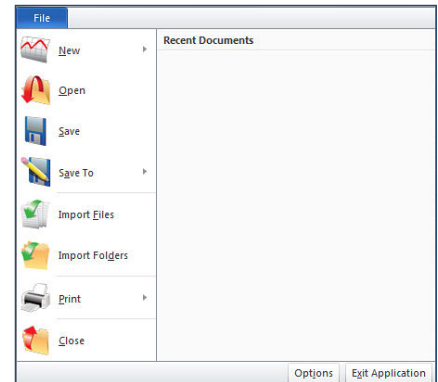 File
Recent Documents
New
Open
Save
Save To
Import Files
Import Folders
Print
Close
Options
Exit Application